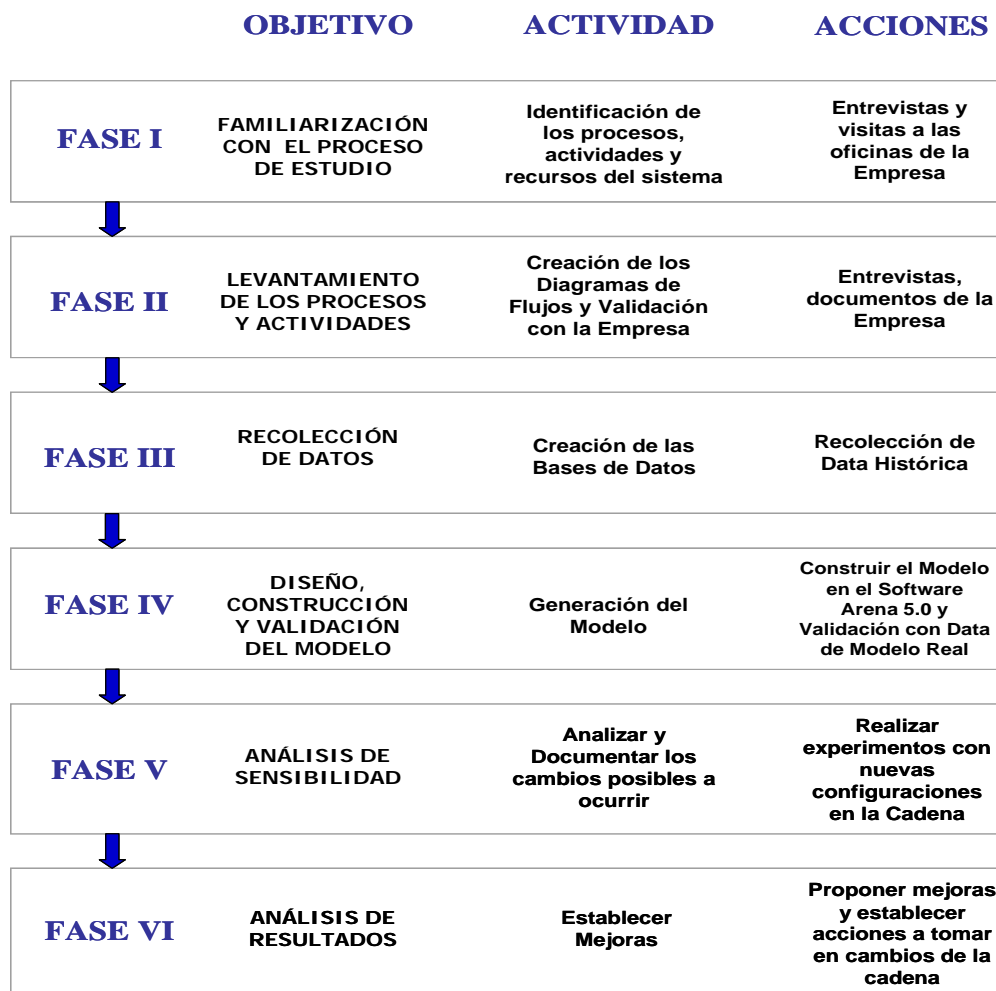 OBJETIVO ACTIVIDAD ACCIONES
FASE I
FAMILIARIZACIÓN
CON EL PROCESO
DE ESTUDIO
Identificación de
los procesos,
actividades y
recursos del sistema
Entrevistas y
visitas a las
oficinas de la
Empresa
FASE II
LEVANTAMIENTO
DE LOS PROCESOS
Y ACTIVIDADES
Creación de los
Diagramas de
Flujos y Validación
con la Empresa
Entrevistas,
documentos de la
Empresa
FASE III
RECOLECCIÓN
DE DATOS
Creación de las
Bases de Datos
Recolección de
Data Histórica
FASE IV
DISEÑO,
CONSTRUCCIÓN
Y VALIDACIÓN
DEL MODELO
Generación del
Modelo
Construir el Modelo
en el Software
Arena 5.0 y
Validación con Data
de Modelo Real
FASE V
ANÁLISIS DE
SENSIBILIDAD
Analizar y
Documentar los
cambios posibles a
ocurrir
Realizar
experimentos con
nuevas
configuraciones
en la Cadena
FASE VI
ANÁLISIS DE
RESULTADOS
Establecer
Mejoras
Proponer mejoras
y establecer
acciones a tomar
en cambios de la
cadena